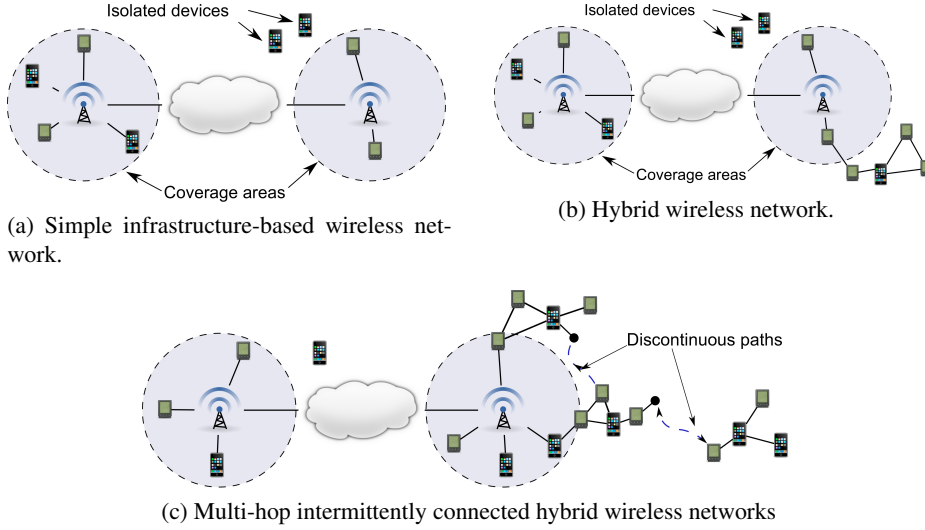 Isolated devices
Coverage areas
(a) Simple infrastructure-based wireless net-
work.
Isolated devices
Coverage areas
(b) Hybrid wireless network.
Discontinuous paths
(c) Multi-hop intermittently connected hybrid wireless networks